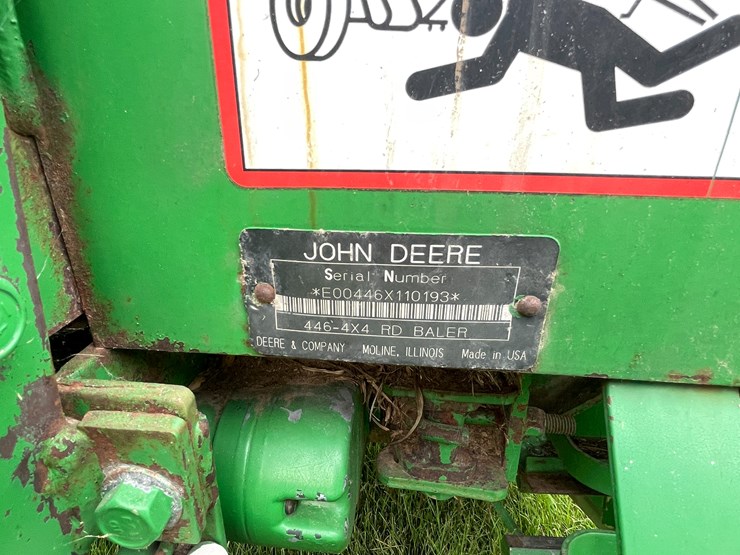 JOHN DEERE
Serial Number
*E00446X110193*
446-4X4 RD BALER
DEERE & COMPANY MOLINE, ILLINOIS Made in USA